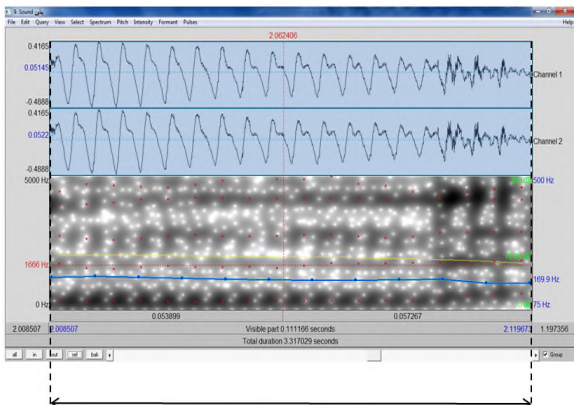 File Edit Query View Select Spectrum Pitch Intensity Formant Pulses Help
2.062406
0.4165
0.05145
-0.4888
Channel 1
0.4165
0.0522
-0.4888
Channel 2
5000 Hz
500 Hz
1666 Hz
169.9 Hz
0 Hz
75 Hz
0.053899 0.057267
2.008507 2.008507 Visible part 0.111166 seconds 2.119673 1.197356
Total duration 3.317029 seconds
all in out sel bak Group